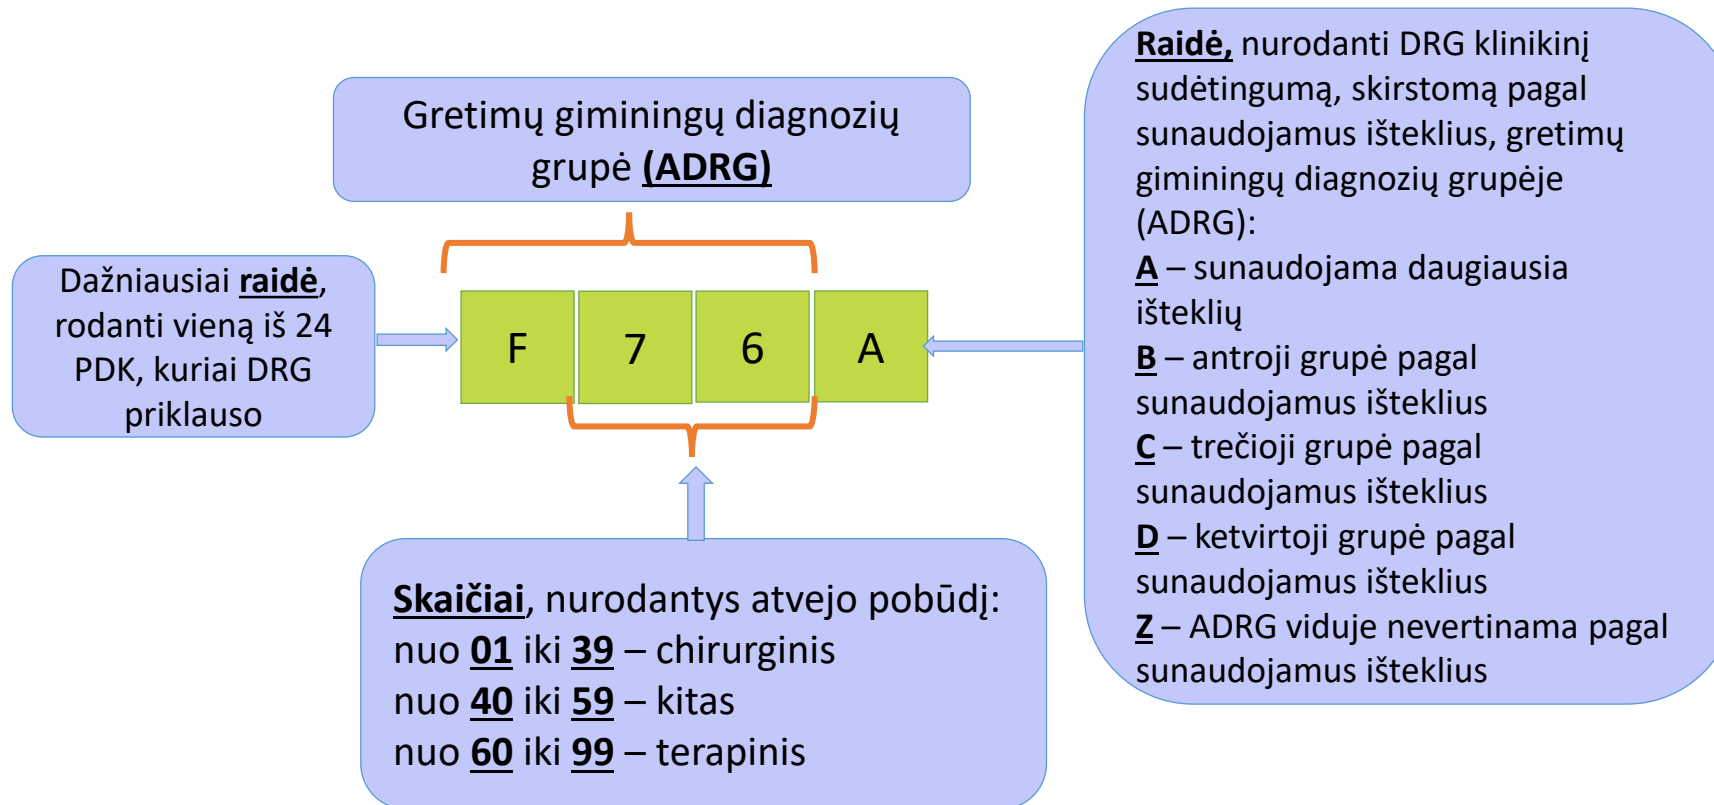 Gretimų giminingų diagnozių
grupė (ADRG)
Dažniausiai raidė,
rodanti vieną iš 24
PDK, kuriai DRG
priklauso
F 7 6 A
Skaičiai, nurodantys atvejo pobūdį:
nuo 01 iki 39 – chirurginis
nuo 40 iki 59 – kitas
nuo 60 iki 99 – terapinis
Raidė, nurodanti DRG klinikinį
sudėtingumą, skirstomą pagal
sunaudojamus išteklius, gretimų
giminingų diagnozių grupėje
(ADRG):
A – sunaudojama daugiausia
išteklių
B – antroji grupė pagal
sunaudojamus išteklius
C – trečioji grupė pagal
sunaudojamus išteklius
D – ketvirtoji grupė pagal
sunaudojamus išteklius
Z – ADRG viduje nevertinama pagal
sunaudojamus išteklius